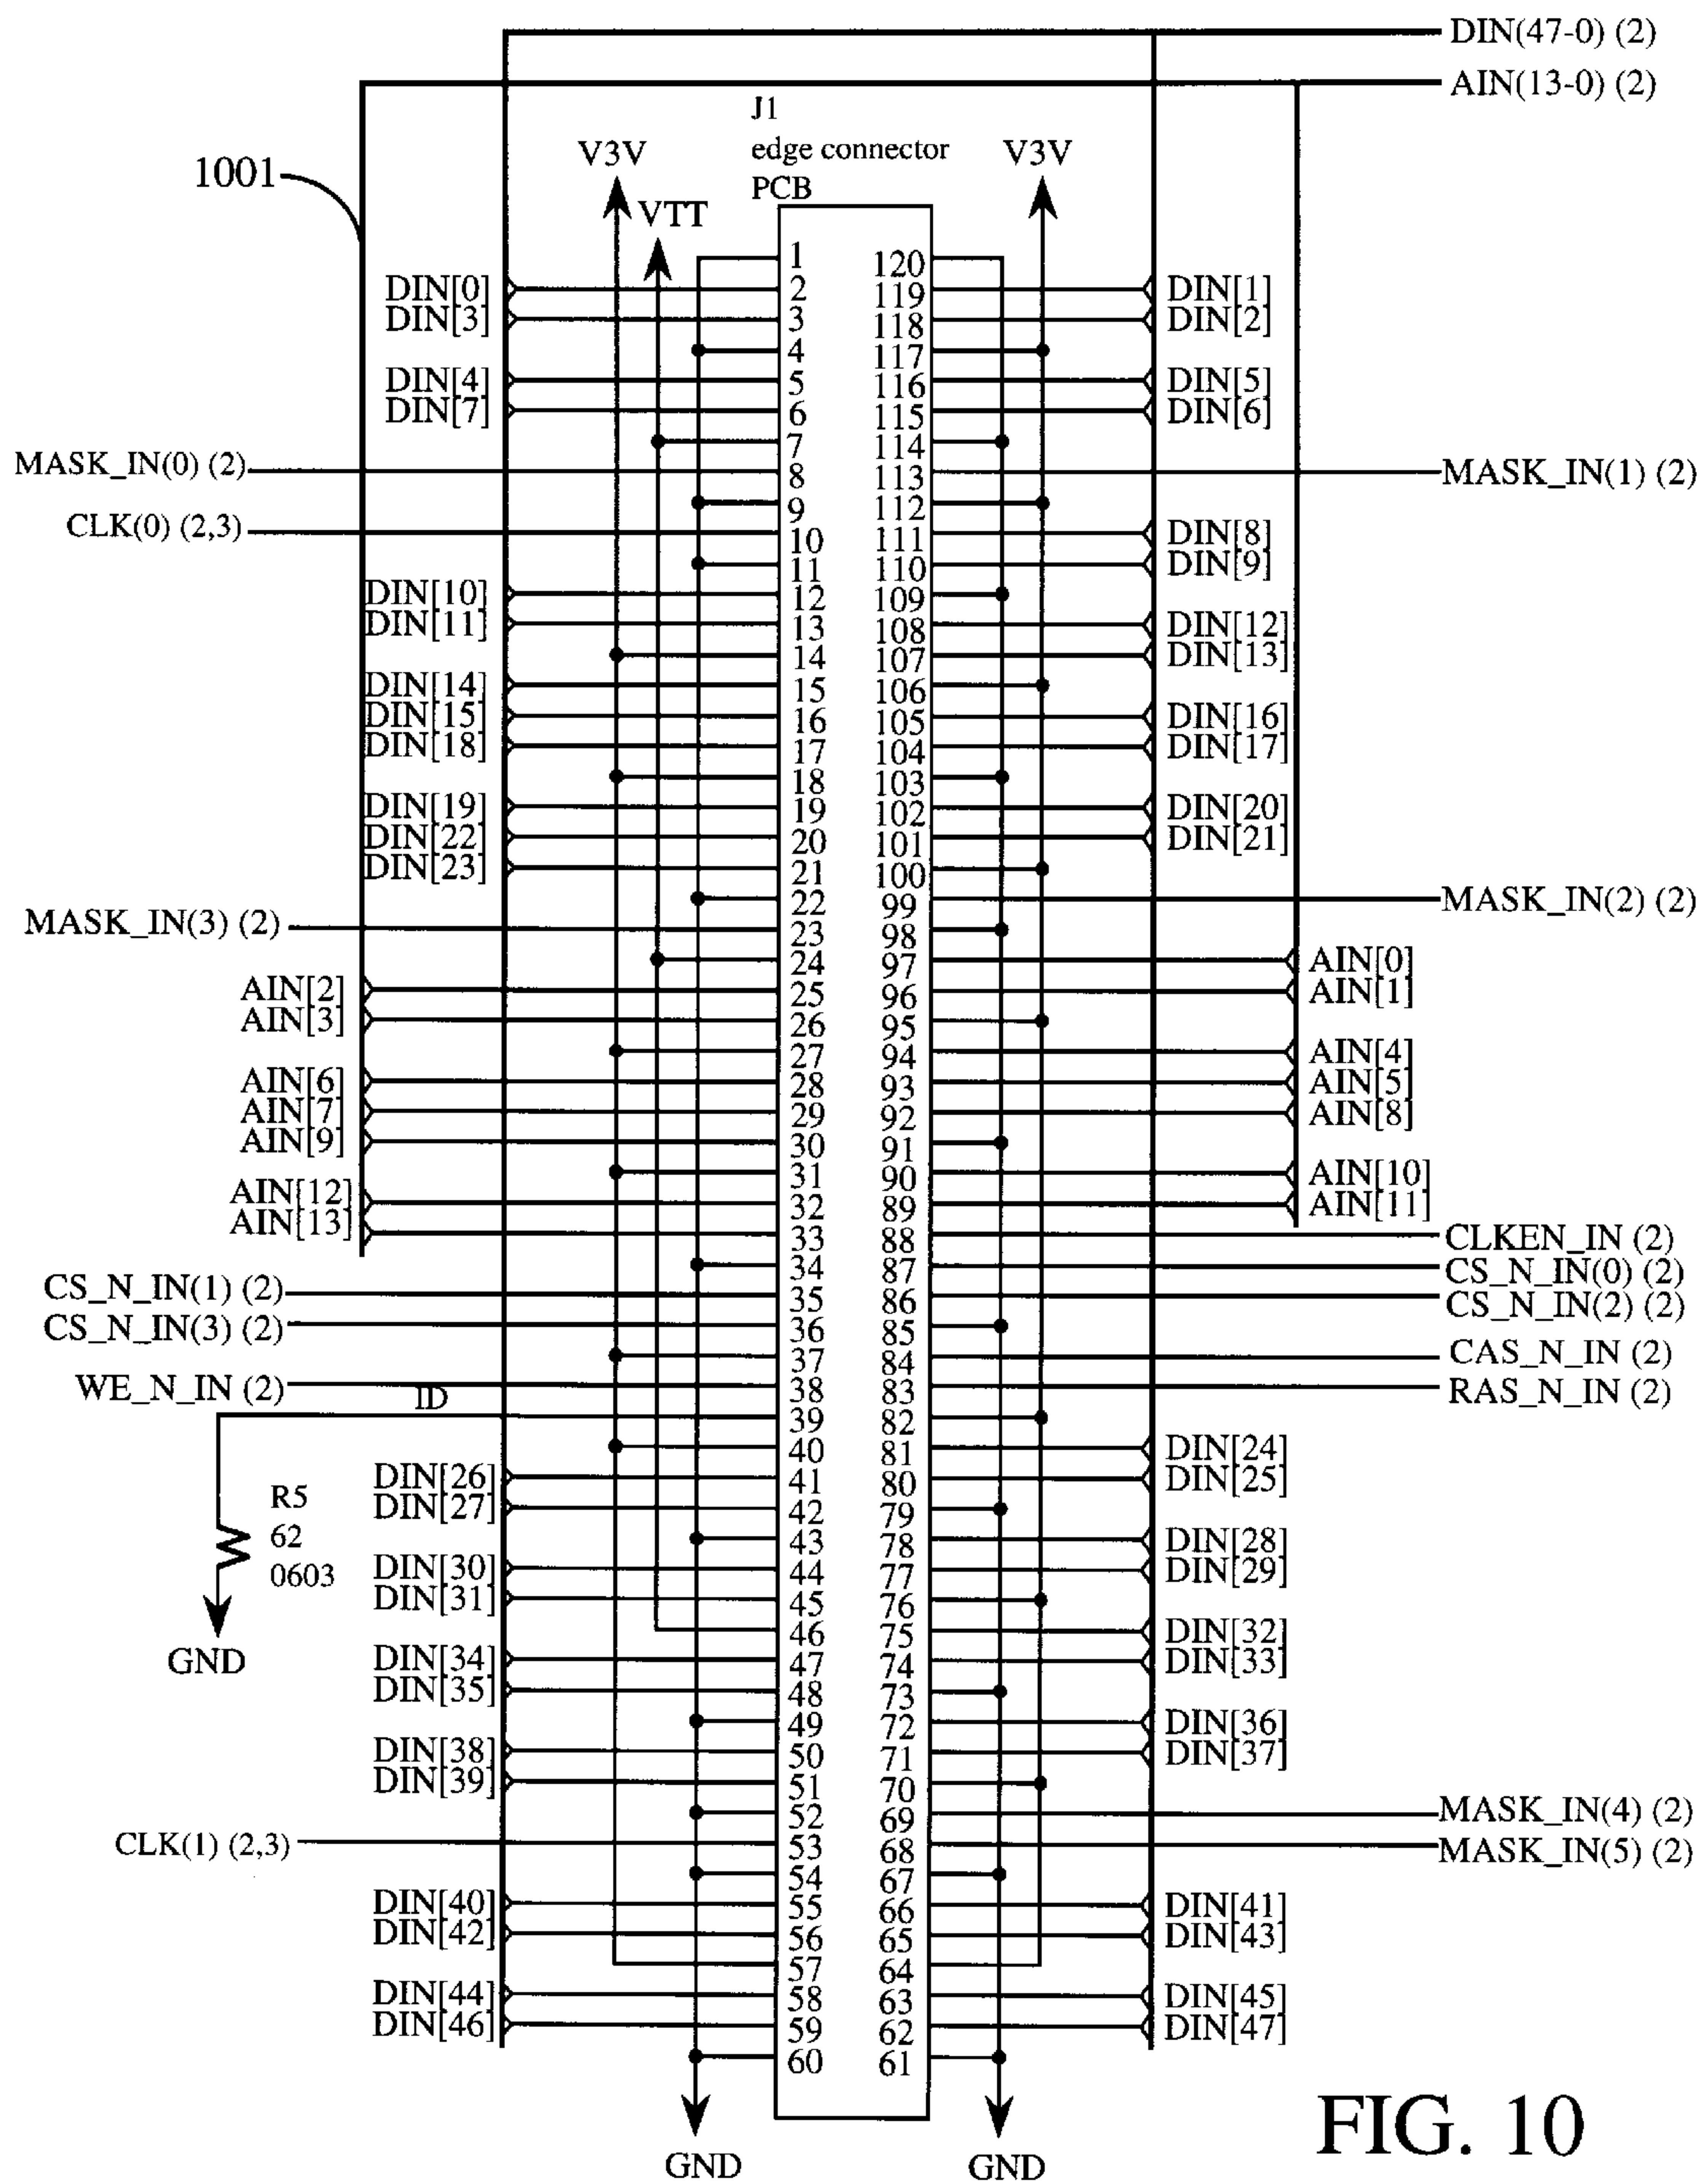 DIN(47-0) (2)
AIN(13-0) (2)
J1
edge connector
PCB
V3V
V3V
1001
VTT
1 120
DIN[0] 2 119 DIN[1]
DIN[3] 3 118 DIN[2]
4 117
DIN[4] 5 116 DIN[5]
DIN[7] 6 115 DIN[6]
7 114
MASK_IN(0) (2) 8 113 MASK_IN(1) (2)
9 112
CLK(0) (2,3) 10 111 DIN[8]
11 110 DIN[9]
DIN[10] 12 109
DIN[11] 13 108 DIN[12]
14 107 DIN[13]
DIN[14] 15 106
DIN[15] 16 105 DIN[16]
DIN[18] 17 104 DIN[17]
18 103
DIN[19] 19 102 DIN[20]
DIN[22] 20 101 DIN[21]
DIN[23] 21 100
22 99 MASK_IN(2) (2)
MASK_IN(3) (2) 23 98
24 97 AIN[0]
AIN[2] 25 96 AIN[1]
AIN[3] 26 95
27 94 AIN[4]
AIN[6] 28 93 AIN[5]
AIN[7] 29 92 AIN[8]
AIN[9] 30 91
31 90 AIN[10]
AIN[12] 32 89 AIN[11]
AIN[13] 33 88 CLKEN_IN (2)
34 87 CS_N_IN(0) (2)
CS_N_IN(1) (2) 35 86 CS_N_IN(2) (2)
CS_N_IN(3) (2) 36 85
37 84 CAS_N_IN (2)
WE_N_IN (2) 38 83 RAS_N_IN (2)
ID 39 82
40 81 DIN[24]
DIN[26] 41 80 DIN[25]
DIN[27] 42 79
43 78 DIN[28]
DIN[30] 44 77 DIN[29]
DIN[31] 45 76
46 75 DIN[32]
DIN[34] 47 74 DIN[33]
DIN[35] 48 73
49 72 DIN[36]
DIN[38] 50 71 DIN[37]
DIN[39] 51 70
52 69 MASK_IN(4) (2)
CLK(1) (2,3) 53 68 MASK_IN(5) (2)
54 67
DIN[40] 55 66 DIN[41]
DIN[42] 56 65 DIN[43]
57 64
DIN[44] 58 63 DIN[45]
DIN[46] 59 62 DIN[47]
60 61
R5
62
0603
GND
GND
GND
FIG. 10